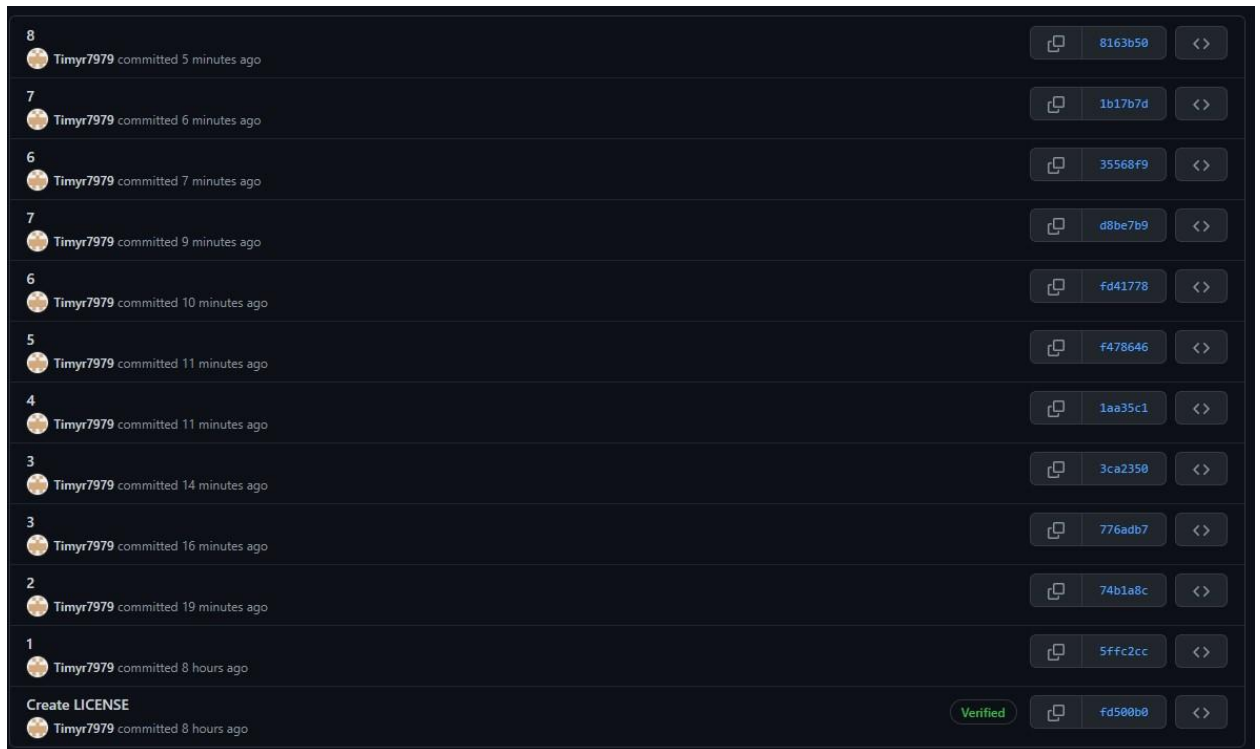 8
Timyr7979 committed 5 minutes ago
8163b50
7
Timyr7979 committed 6 minutes ago
1b17b7d
6
Timyr7979 committed 7 minutes ago
35568f9
7
Timyr7979 committed 9 minutes ago
d8be7b9
6
Timyr7979 committed 10 minutes ago
fd41778
5
Timyr7979 committed 11 minutes ago
f478646
4
Timyr7979 committed 11 minutes ago
1aa35c1
3
Timyr7979 committed 14 minutes ago
3ca2350
3
Timyr7979 committed 16 minutes ago
776adb7
2
Timyr7979 committed 19 minutes ago
74b1a8c
1
Timyr7979 committed 8 hours ago
5ffc2cc
Create LICENSE
Timyr7979 committed 8 hours ago
Verified
fd500b0